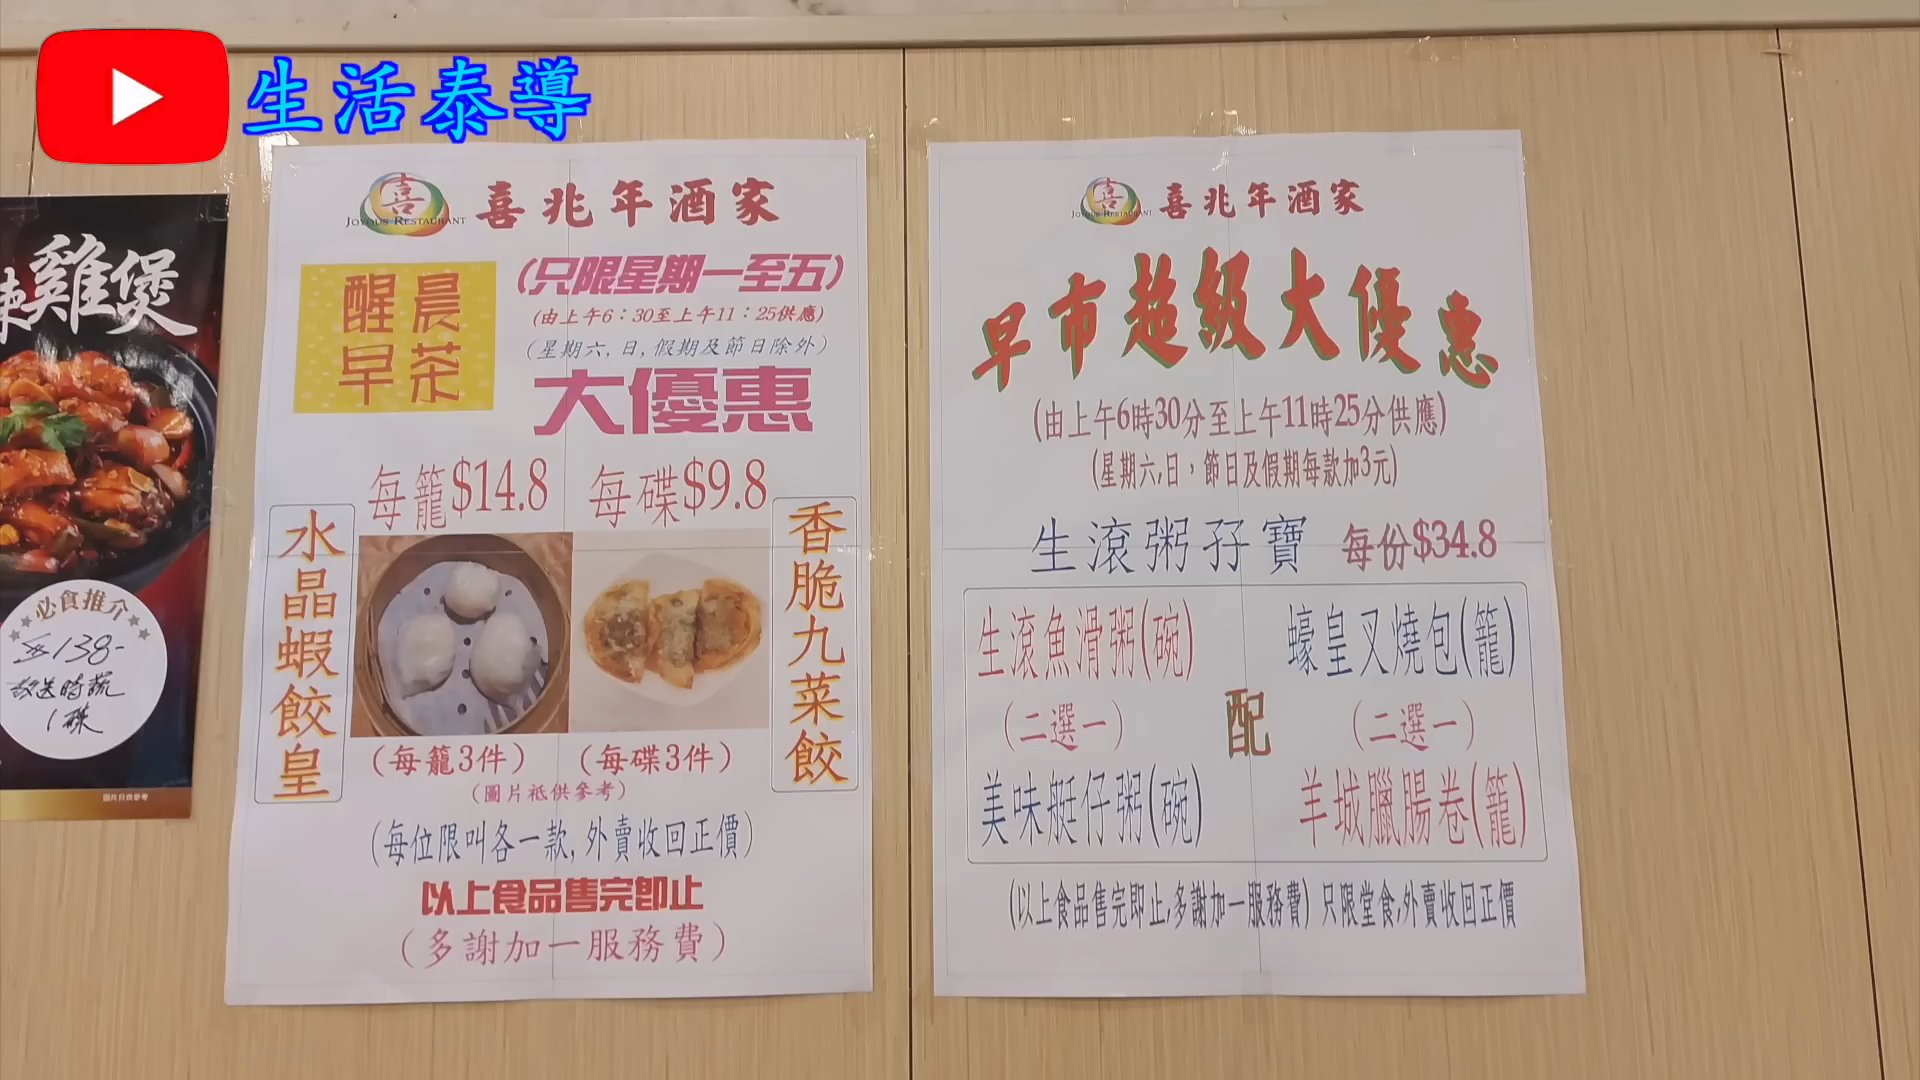 生活泰導
雞煲
必食推介
$138-
放送時蔬
1碟
圖片只供參考
喜
JOYOUS RESTAURANT
喜兆年酒家
醒晨
早茶
(只限星期一至五)
(由上午6：30至上午11：25供應)
(星期六,日,假期及節日除外)
大優惠
每籠$14.8
每碟$9.8
水晶蝦餃皇
香脆九菜餃
(每籠3件)
(每碟3件)
(圖片祗供參考)
(每位限叫各一款,外賣收回正價)
以上食品售完即止
(多謝加一服務費)
喜
JOYOUS RESTAURANT
喜兆年酒家
早市超級大優惠
(由上午6時30分至上午11時25分供應)
(星期六,日，節日及假期每款加3元)
生滾粥孖寶 每份$34.8
生滾魚滑粥(碗)
(二選一)
美味艇仔粥(碗)
配
蠔皇叉燒包(籠)
(二選一)
羊城臘腸卷(籠)
(以上食品售完即止,多謝加一服務費) 只限堂食,外賣收回正價